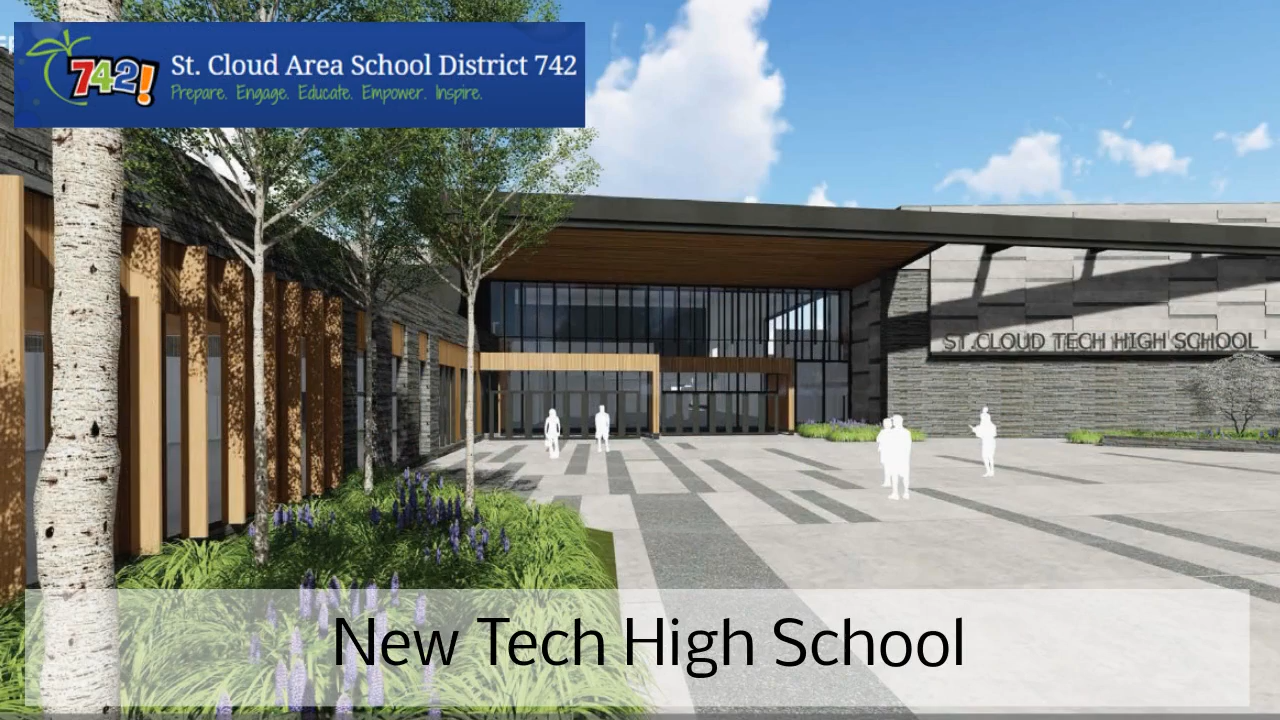 742!
St. Cloud Area School District 742
Prepare. Engage. Educate. Empower. Inspire.
ST. CLOUD TECH HIGH SCHOOL
New Tech High School